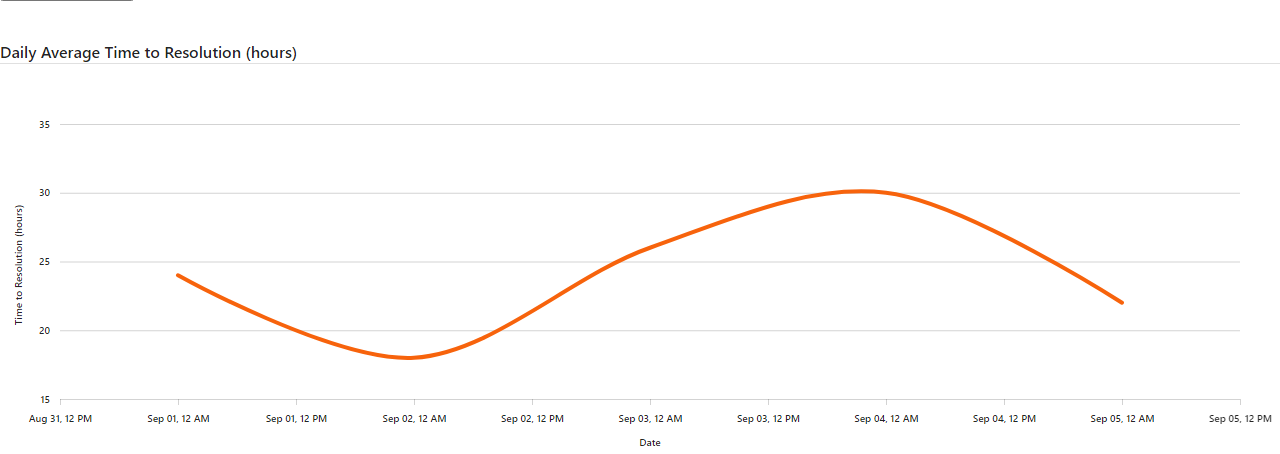 Daily Average Time to Resolution (hours)
35
30
25
20
15
Time to Resolution (hours)
Aug 31, 12 PM
Sep 01, 12 AM
Sep 01, 12 PM
Sep 02, 12 AM
Sep 02, 12 PM
Sep 03, 12 AM
Sep 03, 12 PM
Sep 04, 12 AM
Sep 04, 12 PM
Sep 05, 12 AM
Sep 05, 12 PM
Date